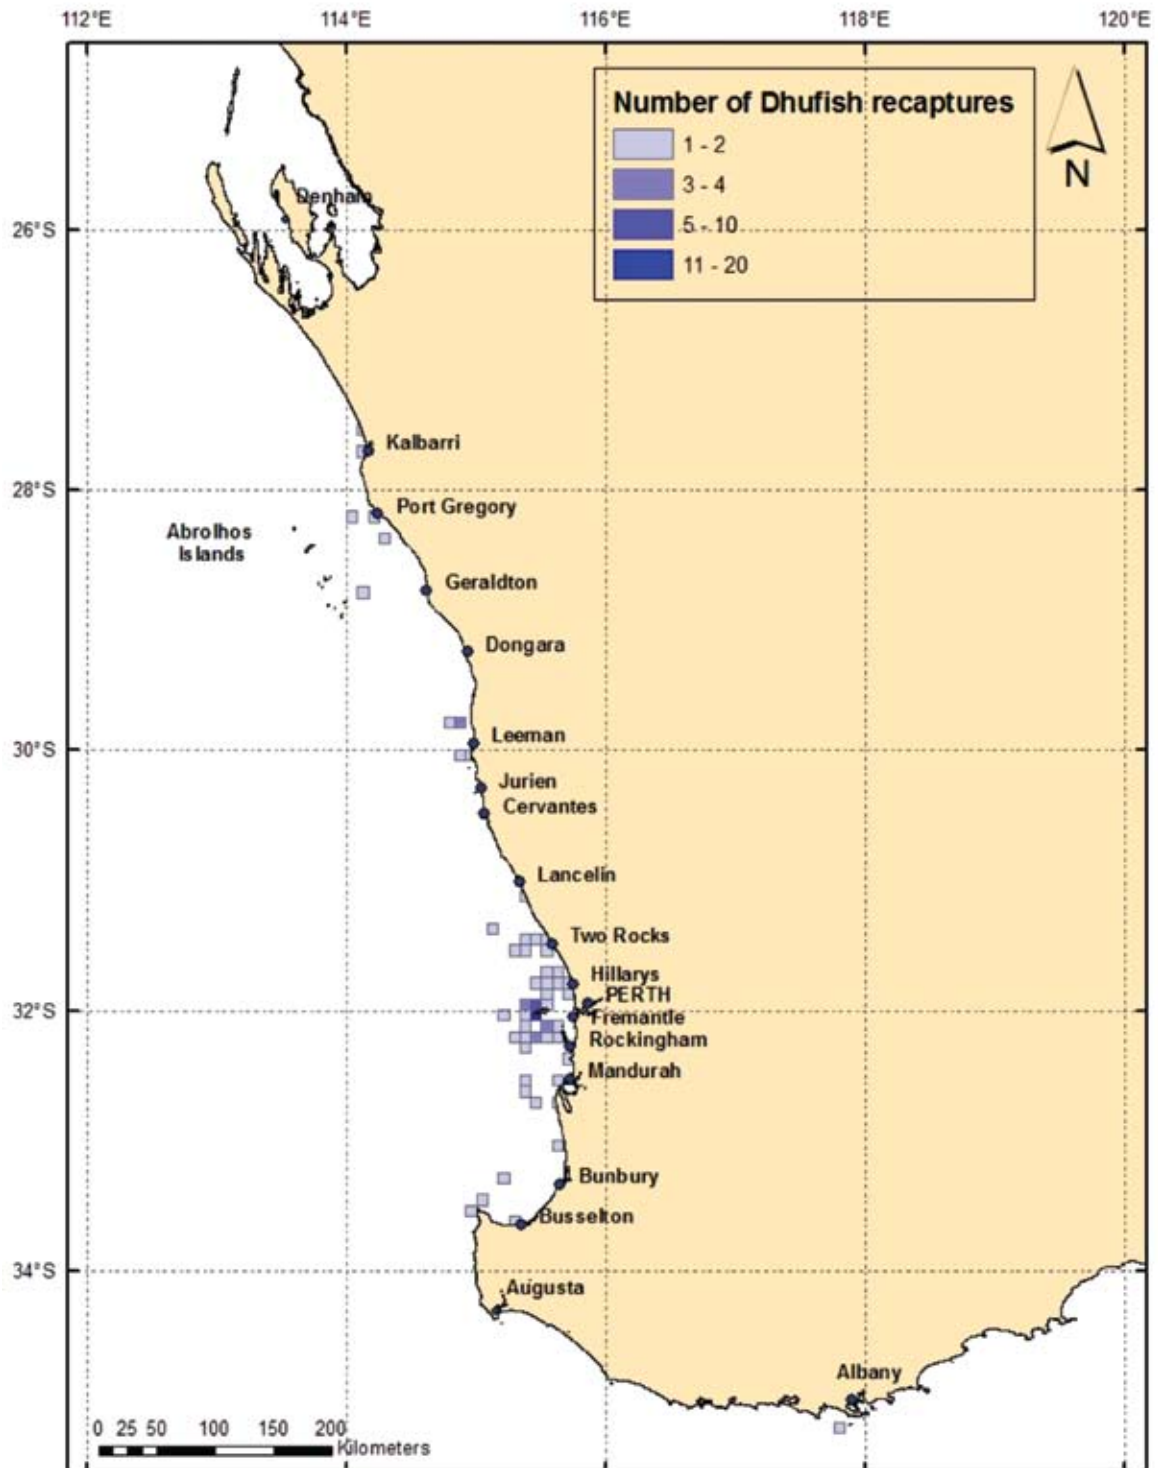 112°E 114°E 116°E 118°E 120°E
Number of Dhufish recaptures
1 - 2
3 - 4
5 - 10
11 - 20
N
Denham
26°S
Kalbarri
28°S
Port Gregory
Abrolhos
Islands
Geraldton
Dongara
Leeman
30°S
Jurien
Cervantes
Lancelin
Two Rocks
Hillarys
PERTH
32°S
Fremantle
Rockingham
Mandurah
Bunbury
Busselton
34°S
Augusta
Albany
0 25 50 100 150 200
Kilometers